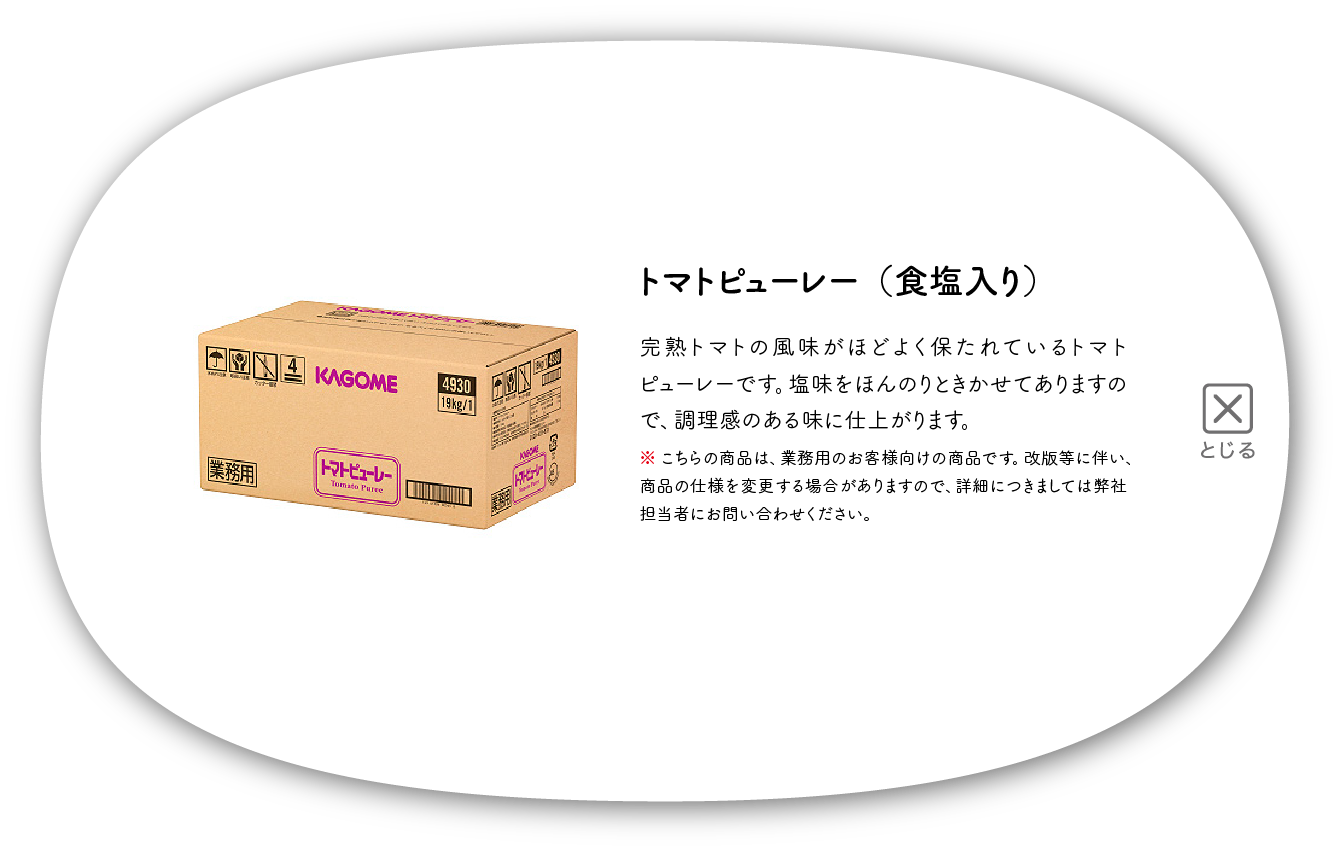 トマトピューレー（食塩入り）
完熟トマトの風味がほどよく保たれているトマト
ピューレーです。塩味をほんのりときかせてありますの
で、調理感のある味に仕上がります。
※ こちらの商品は、業務用のお客様向けの商品です。改版等に伴い、
商品の仕様を変更する場合がありますので、詳細につきましては弊社
担当者にお問い合わせください。
とじる
4
KAGOME
4930
19kg/1
業務用
トマトピューレー
Tomato Puree
KAGOME
トマトピューレー